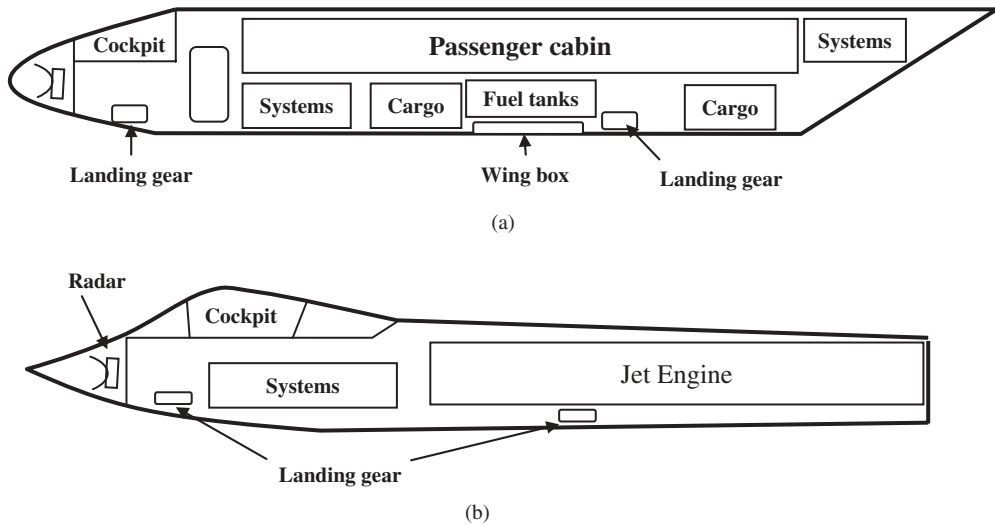 Cockpit
Passenger cabin
Systems
Systems
Cargo
Fuel tanks
Cargo
Landing gear
Wing box
Landing gear
(a)
Radar
Cockpit
Systems
Jet Engine
Landing gear
(b)